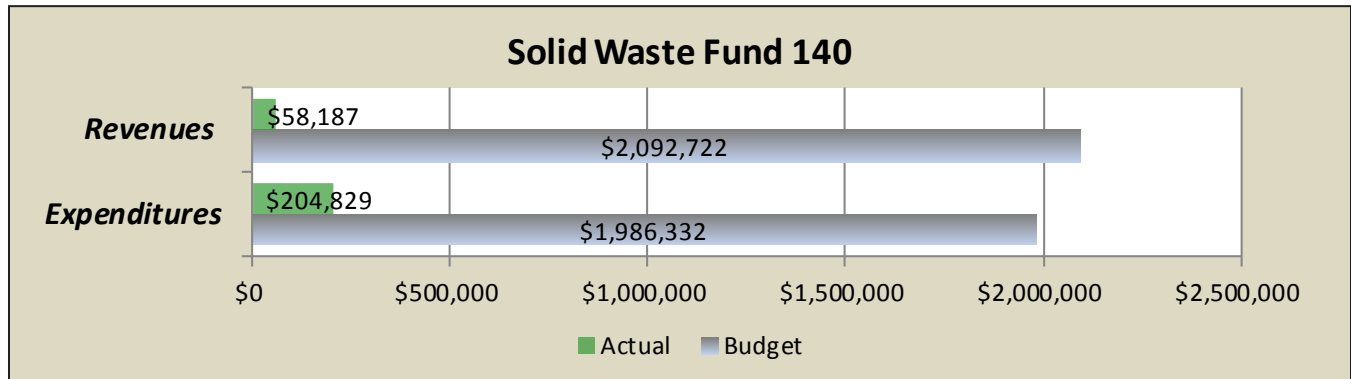 Solid Waste Fund 140
Revenues
$58,187
$2,092,722
Expenditures
$204,829
$1,986,332
$0 $500,000 $1,000,000 $1,500,000 $2,000,000 $2,500,000
Actual Budget